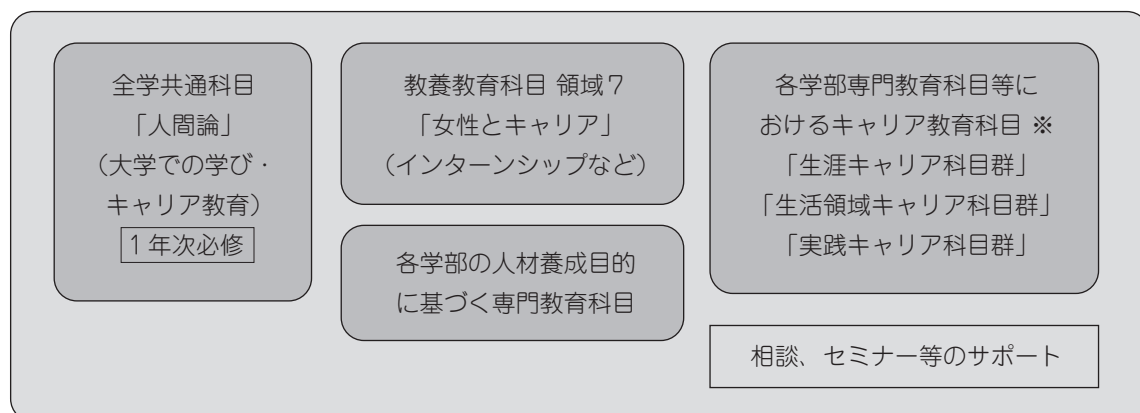 全学共通科目
「人間論」
(大学での学び・
キャリア教育)
1年次必修
教養教育科目 領域7
「女性とキャリア」
(インターンシップなど)
各学部の人材養成目的
に基づく専門教育科目
各学部専門教育科目等に
おけるキャリア教育科目 ※
「生涯キャリア科目群」
「生活領域キャリア科目群」
「実践キャリア科目群」
相談、セミナー等のサポート